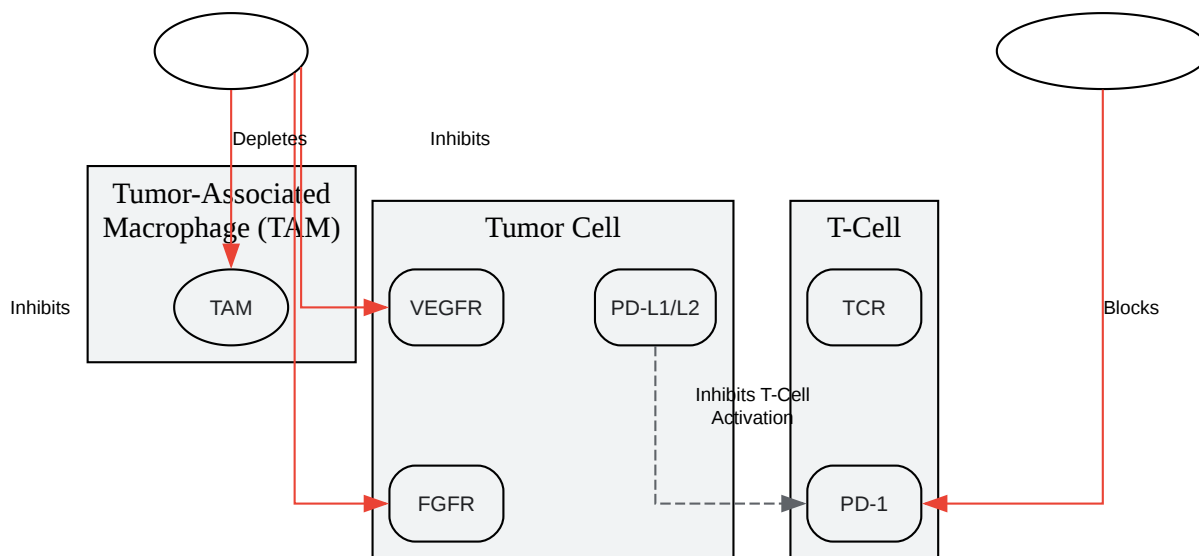 Depletes
Inhibits
Tumor-Associated
Macrophage (TAM)
Tumor Cell
T-Cell
Inhibits
TAM
VEGFR
PD-L1/L2
TCR
Blocks
Inhibits T-Cell
Activation
FGFR
PD-1